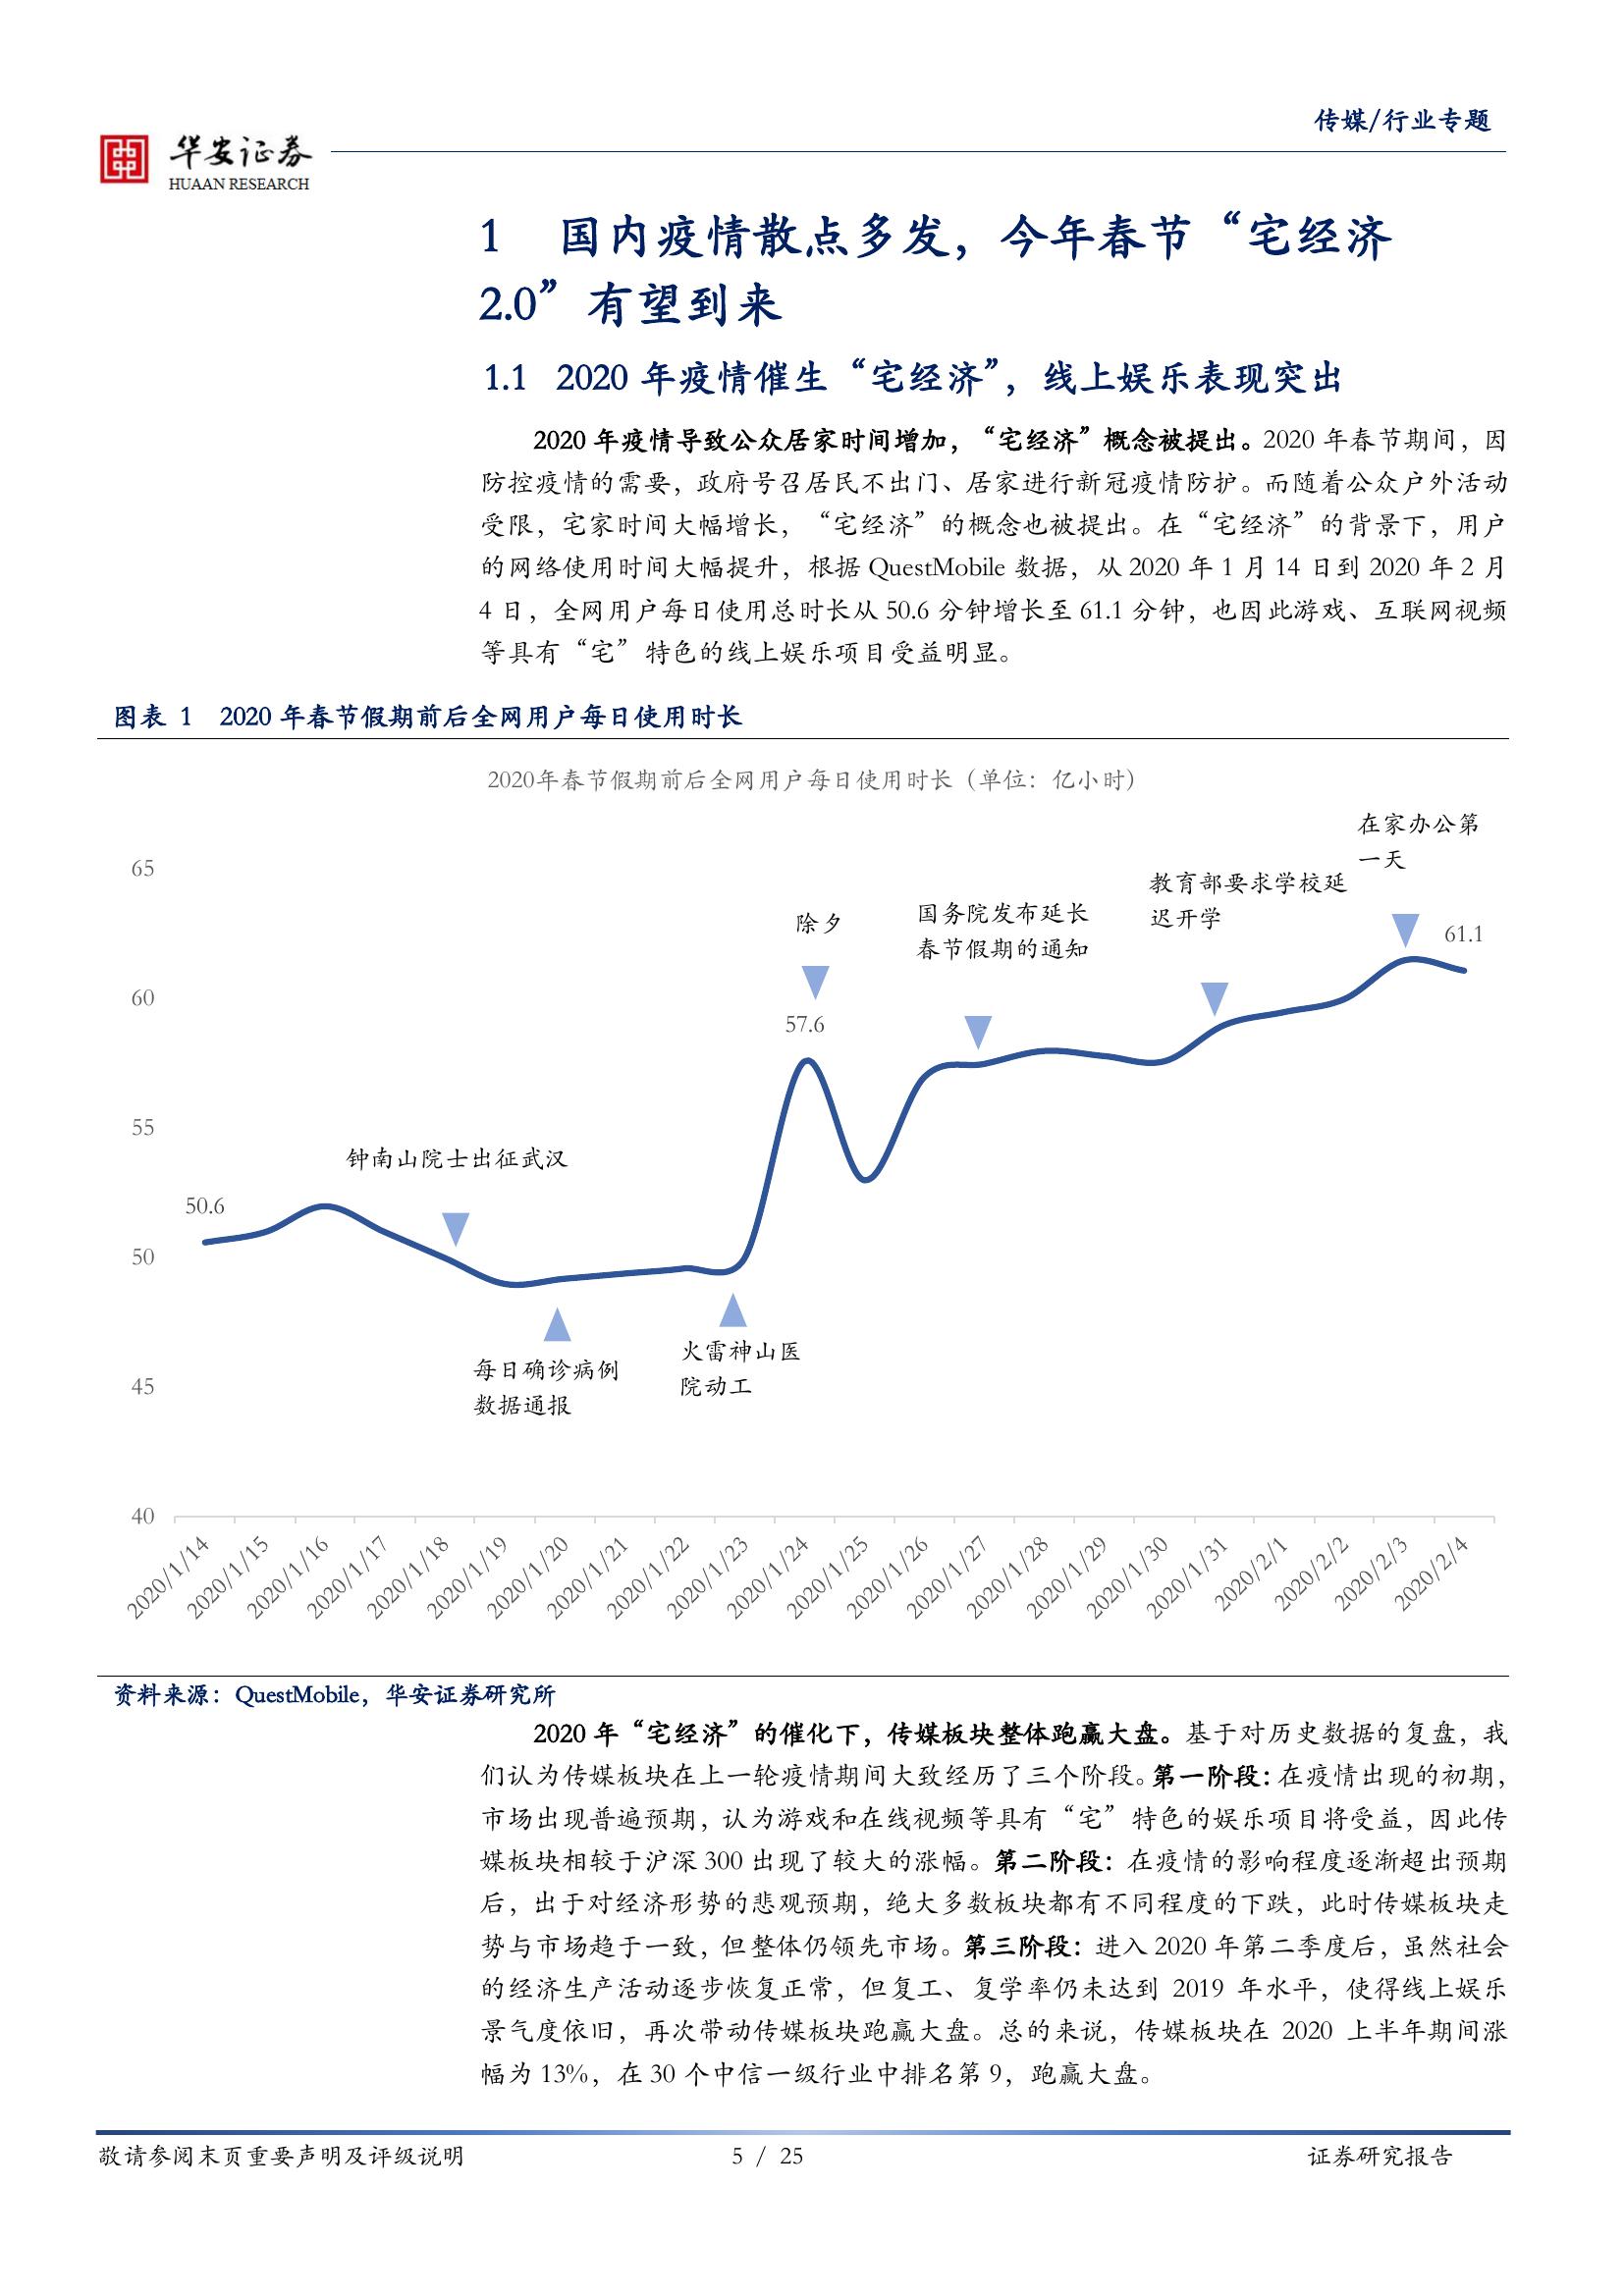 传媒/行业专题
华安证券
HUAAN RESEARCH
1 国内疫情散点多发，今年春节“宅经济
2.0”有望到来
1.1 2020 年疫情催生“宅经济”，线上娱乐表现突出
2020 年疫情导致公众居家时间增加，“宅经济”概念被提出。2020 年春节期间，因
防控疫情的需要，政府号召居民不出门、居家进行新冠疫情防护。而随着公众户外活动
受限，宅家时间大幅增长，“宅经济”的概念也被提出。在“宅经济”的背景下，用户
的网络使用时间大幅提升，根据 QuestMobile 数据，从 2020 年 1 月 14 日到 2020 年 2 月
4 日，全网用户每日使用总时长从 50.6 分钟增长至 61.1 分钟，也因此游戏、互联网视频
等具有“宅”特色的线上娱乐项目受益明显。
图表 1 2020 年春节假期前后全网用户每日使用时长
2020年春节假期前后全网用户每日使用时长（单位：亿小时）
在家办公第
一天
65
教育部要求学校延
迟开学
国务院发布延长
春节假期的通知
除夕
61.1
60
57.6
55
钟南山院士出征武汉
50.6
50
火雷神山医
院动工
每日确诊病例
数据通报
45
40
2020/1/14
2020/1/15
2020/1/16
2020/1/17
2020/1/18
2020/1/19
2020/1/20
2020/1/21
2020/1/22
2020/1/23
2020/1/24
2020/1/25
2020/1/26
2020/1/27
2020/1/28
2020/1/29
2020/1/30
2020/1/31
2020/2/1
2020/2/2
2020/2/3
2020/2/4
资料来源：QuestMobile，华安证券研究所
2020 年“宅经济”的催化下，传媒板块整体跑赢大盘。基于对历史数据的复盘，我
们认为传媒板块在上一轮疫情期间大致经历了三个阶段。第一阶段：在疫情出现的初期，
市场出现普遍预期，认为游戏和在线视频等具有“宅”特色的娱乐项目将受益，因此传
媒板块相较于沪深 300 出现了较大的涨幅。第二阶段：在疫情的影响程度逐渐超出预期
后，出于对经济形势的悲观预期，绝大多数板块都有不同程度的下跌，此时传媒板块走
势与市场趋于一致，但整体仍领先市场。第三阶段：进入 2020 年第二季度后，虽然社会
的经济生产活动逐步恢复正常，但复工、复学率仍未达到 2019 年水平，使得线上娱乐
景气度依旧，再次带动传媒板块跑赢大盘。总的来说，传媒板块在 2020 上半年期间涨
幅为 13%，在 30 个中信一级行业中排名第 9，跑赢大盘。
敬请参阅末页重要声明及评级说明
5 / 25
证券研究报告